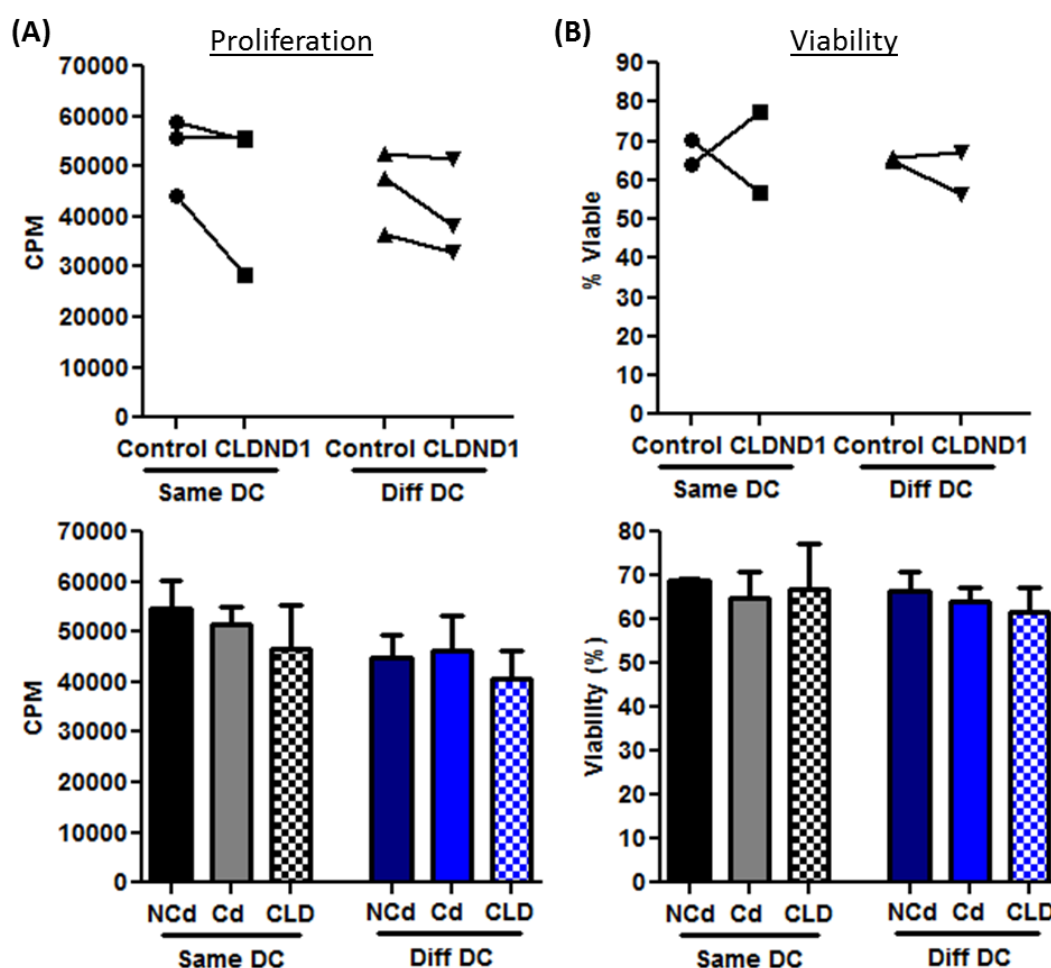 (A) Proliferation
70000
60000
50000
40000
30000
20000
10000
0
CPM
Control CLDND1 Control CLDND1
Same DC Diff DC
(B) Viability
90
80
70
60
50
40
30
20
10
0
% Viable
Control CLDND1 Control CLDND1
Same DC Diff DC
70000
60000
50000
40000
30000
20000
10000
0
CPM
NCd Cd CLD NCd Cd CLD
Same DC Diff DC
80
70
60
50
40
30
20
10
0
Viability (%)
NCd Cd CLD NCd Cd CLD
Same DC Diff DC